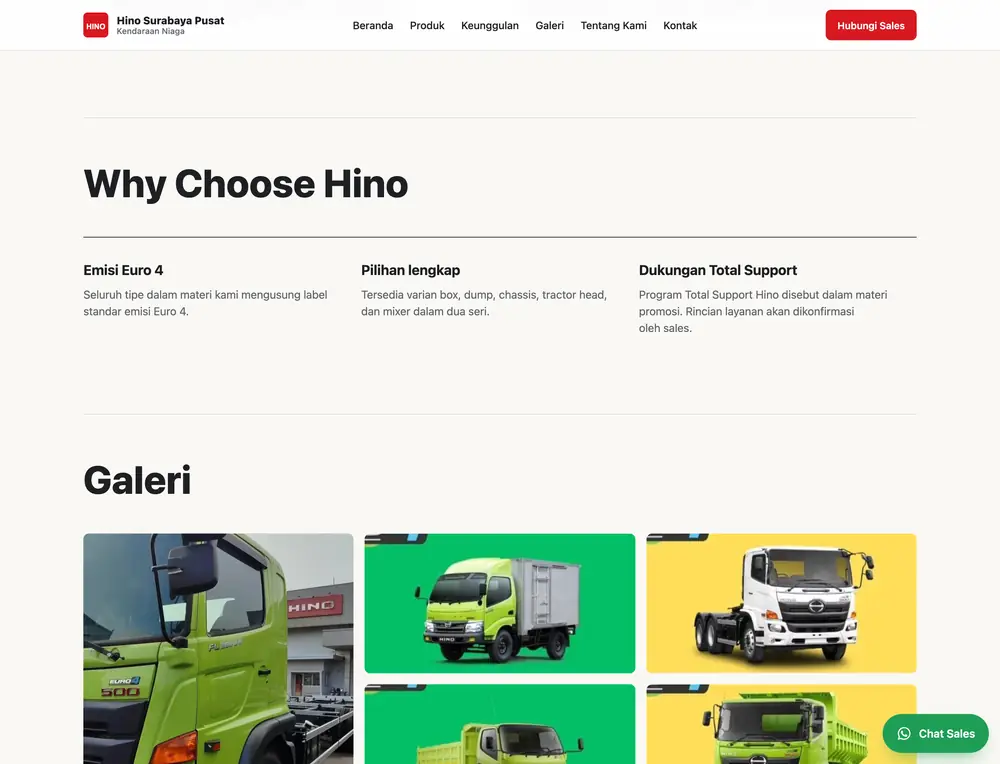 HINO
Hino Surabaya Pusat
Kendaraan Niaga
Beranda
Produk
Keunggulan
Galeri
Tentang Kami
Kontak
Hubungi Sales
Why Choose Hino
Emisi Euro 4
Seluruh tipe dalam materi kami mengusung label
standar emisi Euro 4.
Pilihan lengkap
Tersedia varian box, dump, chassis, tractor head,
dan mixer dalam dua seri.
Dukungan Total Support
Program Total Support Hino disebut dalam materi
promosi. Rincian layanan akan dikonfirmasi
oleh sales.
Galeri
HINO
EURO4
500
HINO
Chat Sales